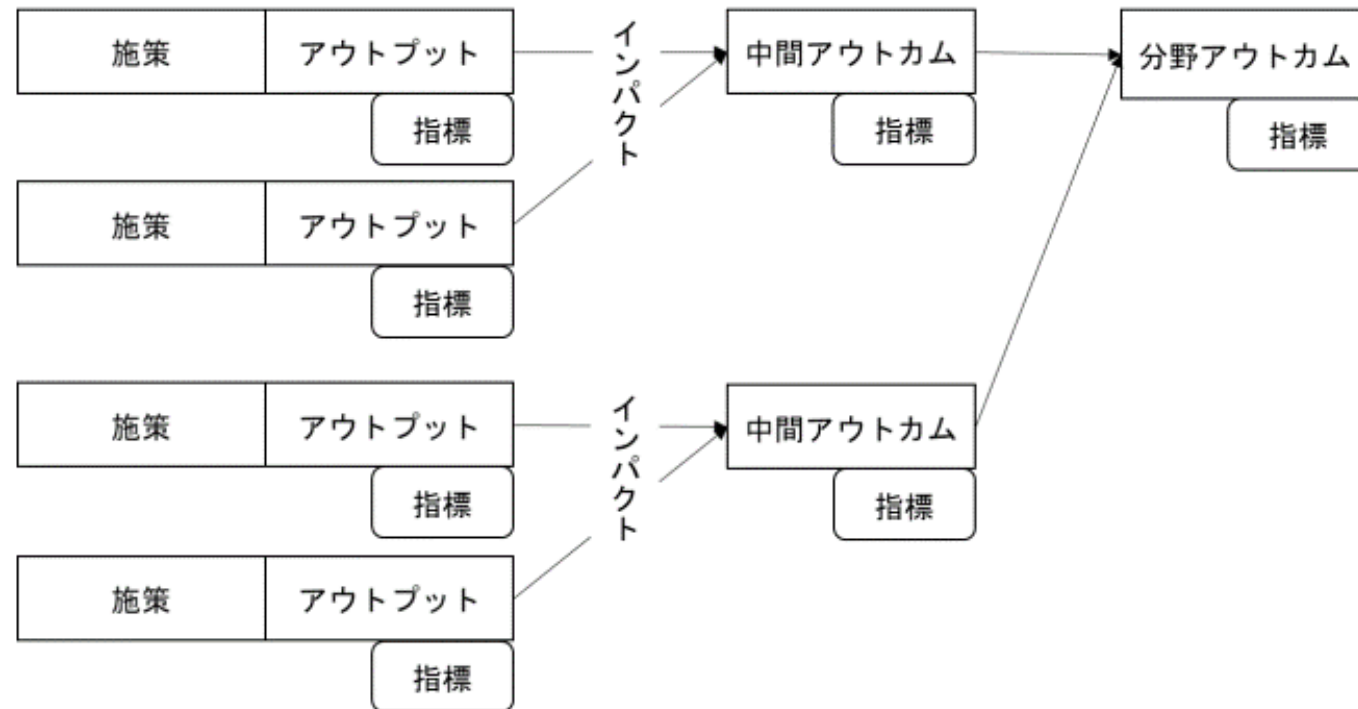 施策
アウトプット
指標
インパクト
中間アウトカム
指標
分野アウトカム
指標
施策
アウトプット
指標
施策
アウトプット
指標
インパクト
中間アウトカム
指標
施策
アウトプット
指標